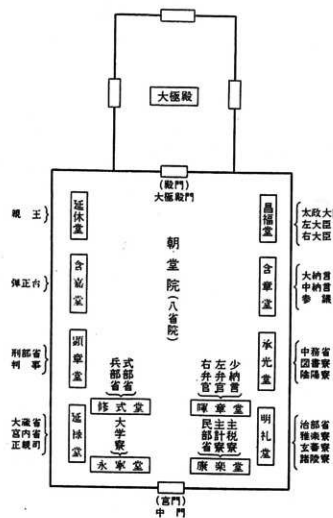 大極殿
(殿門)
大極殿門
朝堂院(八省院)
昌福堂
太政大
左大臣
右大臣
含章堂
大納言
中納言
参議
承光堂
中務省
図書寮
陰陽寮
明礼堂
治部省
雅楽寮
玄蕃寮
諸陵寮
延休堂
親王
含嘉堂
弾正台
顕章堂
刑部省
判事
延禄堂
大蔵省
宮内省
少納言
左弁官
右弁官
暉章堂
式部省
兵部省
修式堂
主税寮
主計寮
民部省
康楽堂
大学寮
永寧堂
(宮門)
中門